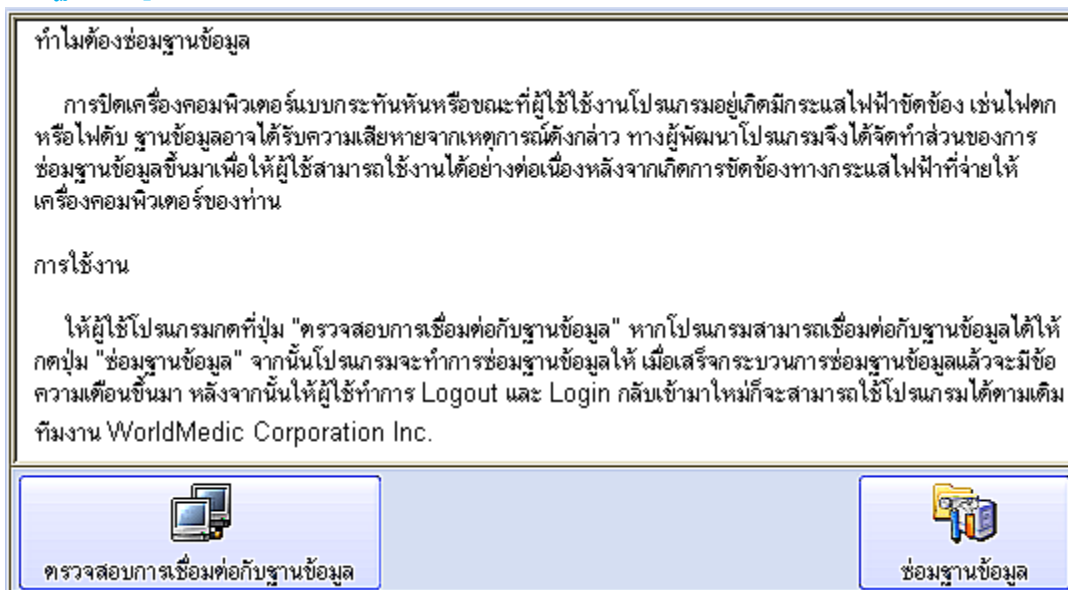 ทำไมต้องซ่อมฐานข้อมูล
การปิดเครื่องคอมพิวเตอร์แบบกระทันหันหรือขณะที่ผู้ใช้ใช้งานโปรแกรมอยู่เกิดมีกระแสไฟฟ้าขัดข้อง เช่นไฟตก
หรือไฟดับ ฐานข้อมูลอาจได้รับความเสียหายจากเหตุการณ์ดังกล่าว ทางผู้พัฒนาโปรแกรมจึงได้จัดทำส่วนของการ
ซ่อมฐานข้อมูลขึ้นมาเพื่อให้ผู้ใช้สามารถใช้งานได้อย่างต่อเนื่องหลังจากเกิดการขัดข้องทางกระแสไฟฟ้าที่จ่ายให้
เครื่องคอมพิวเตอร์ของท่าน
การใช้งาน
ให้ผู้ใช้โปรแกรมกดที่ปุ่ม "ตรวจสอบการเชื่อมต่อกับฐานข้อมูล" หากโปรแกรมสามารถเชื่อมต่อกับฐานข้อมูลได้ให้
กดปุ่ม "ซ่อมฐานข้อมูล" จากนั้นโปรแกรมจะทำการซ่อมฐานข้อมูลให้ เมื่อเสร็จกระบวนการซ่อมฐานข้อมูลแล้วจะมีข้อ
ความเตือนขึ้นมา หลังจากนั้นให้ผู้ใช้ทำการ Logout และ Login กลับเข้ามาใหม่ก็จะสามารถใช้โปรแกรมได้ตามเดิม
ทีมงาน WorldMedic Corporation Inc.
ตรวจสอบการเชื่อมต่อกับฐานข้อมูล
ซ่อมฐานข้อมูล